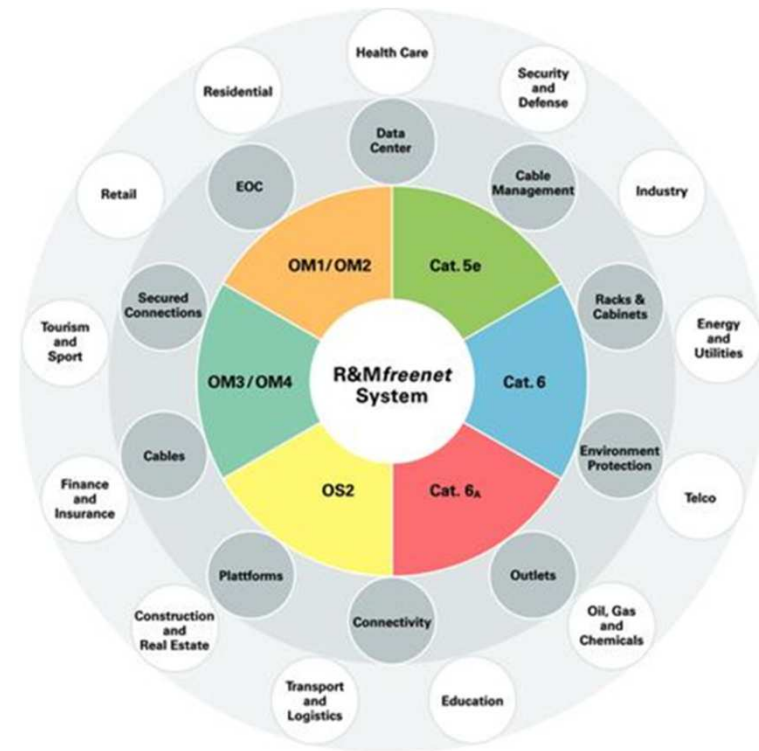 Health Care
Security
and
Defense
Industry
Energy
and
Utilities
Telco
Oil, Gas
and
Chemicals
Education
Transport
and
Logistics
Construction
and
Real Estate
Finance
and
Insurance
Tourism
and
Sport
Retail
Residential
Data
Center
Cable
Management
Racks &
Cabinets
Environment
Protection
Outlets
Connectivity
Plattforms
Cables
Secured
Connections
EOC
OM1/OM2
Cat. 5e
Cat. 6
Cat. 6A
OS2
OM3/OM4
R&Mfreenet
System